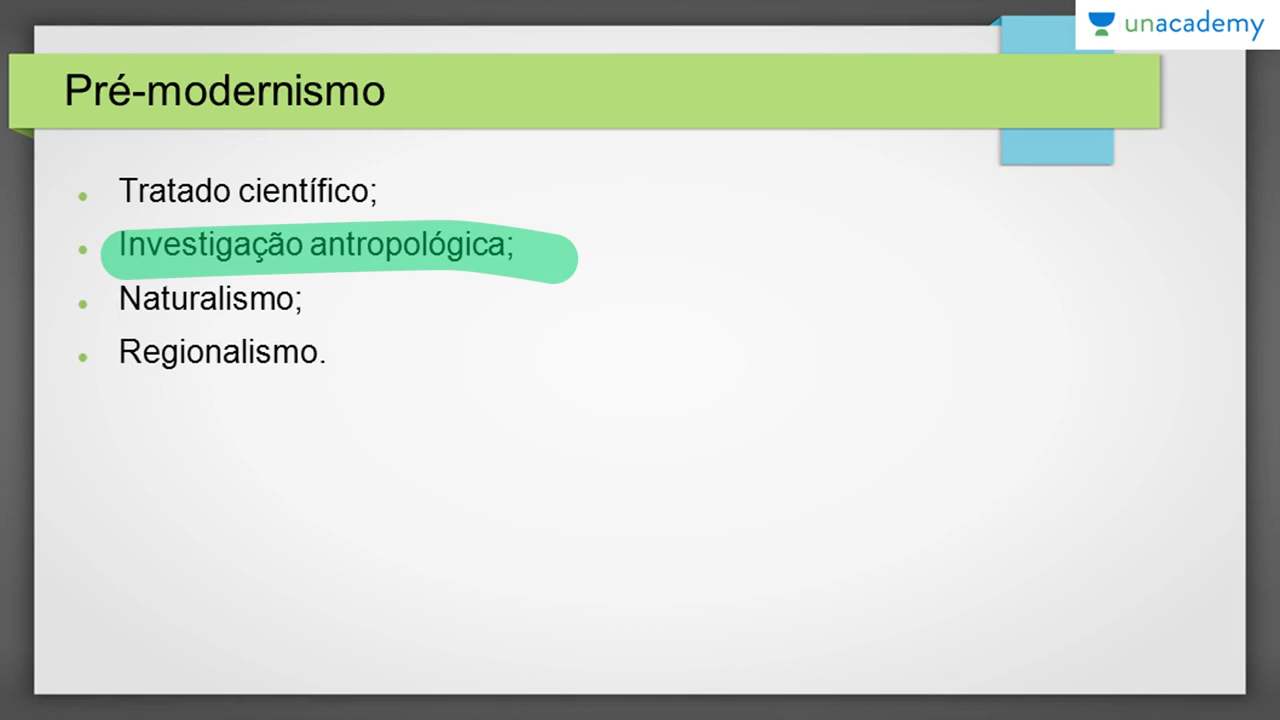 unacademy
Pré-modernismo
Tratado científico;
Investigação antropológica;
Naturalismo;
Regionalismo.